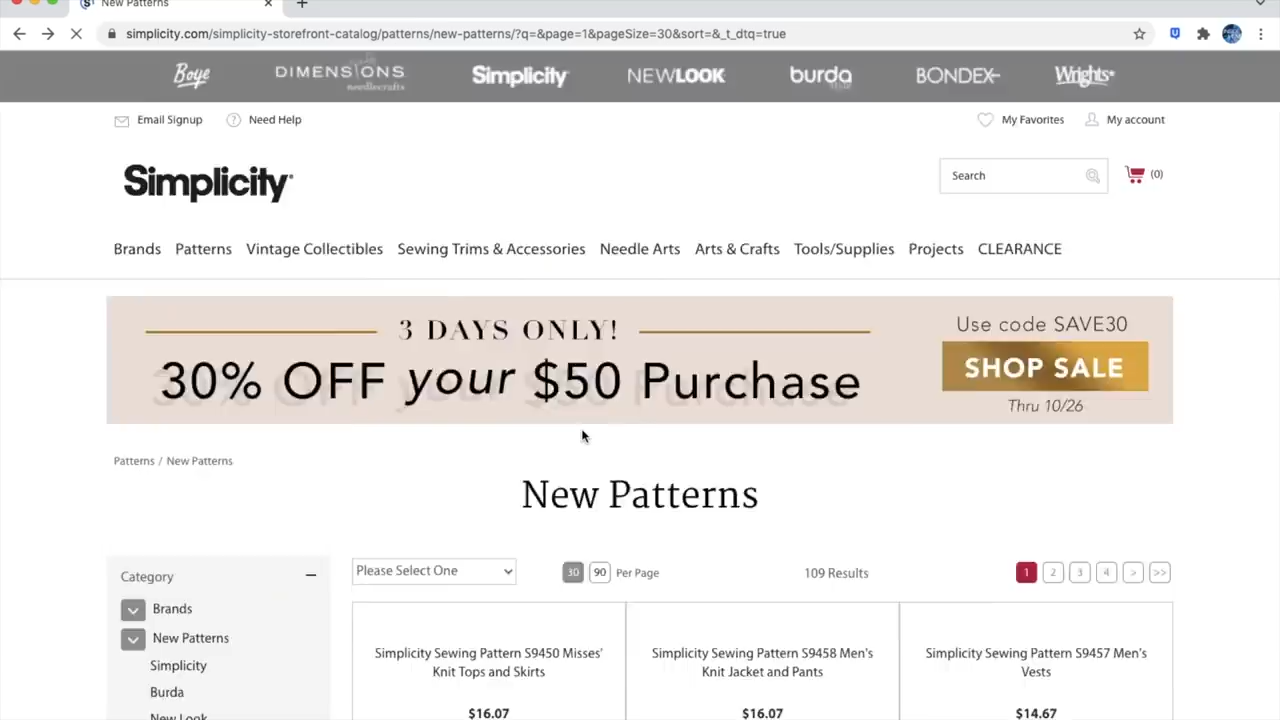 New Patterns
simplicity.com/simplicity-storefront-catalog/patterns/new-patterns/?q=&page=1&pageSize=30&sort=&_t_dtq=true
Boye DIMENSIONS needlecrafts Simplicity NEWLOOK burda style BONDEX Wrights
Email Signup Need Help My Favorites My account
Simplicity
Search (0)
Brands Patterns Vintage Collectibles Sewing Trims & Accessories Needle Arts Arts & Crafts Tools/Supplies Projects CLEARANCE
3 DAYS ONLY!
30% OFF your $50 Purchase
Use code SAVE30
SHOP SALE
Thru 10/26
Patterns / New Patterns
New Patterns
Category
Brands
New Patterns
Simplicity
Burda
New Look
Please Select One 30 90 Per Page 109 Results 1 2 3 4 > >>
Simplicity Sewing Pattern S9450 Misses'
Knit Tops and Skirts
$16.07
Simplicity Sewing Pattern S9458 Men's
Knit Jacket and Pants
$16.07
Simplicity Sewing Pattern S9457 Men's
Vests
$14.67